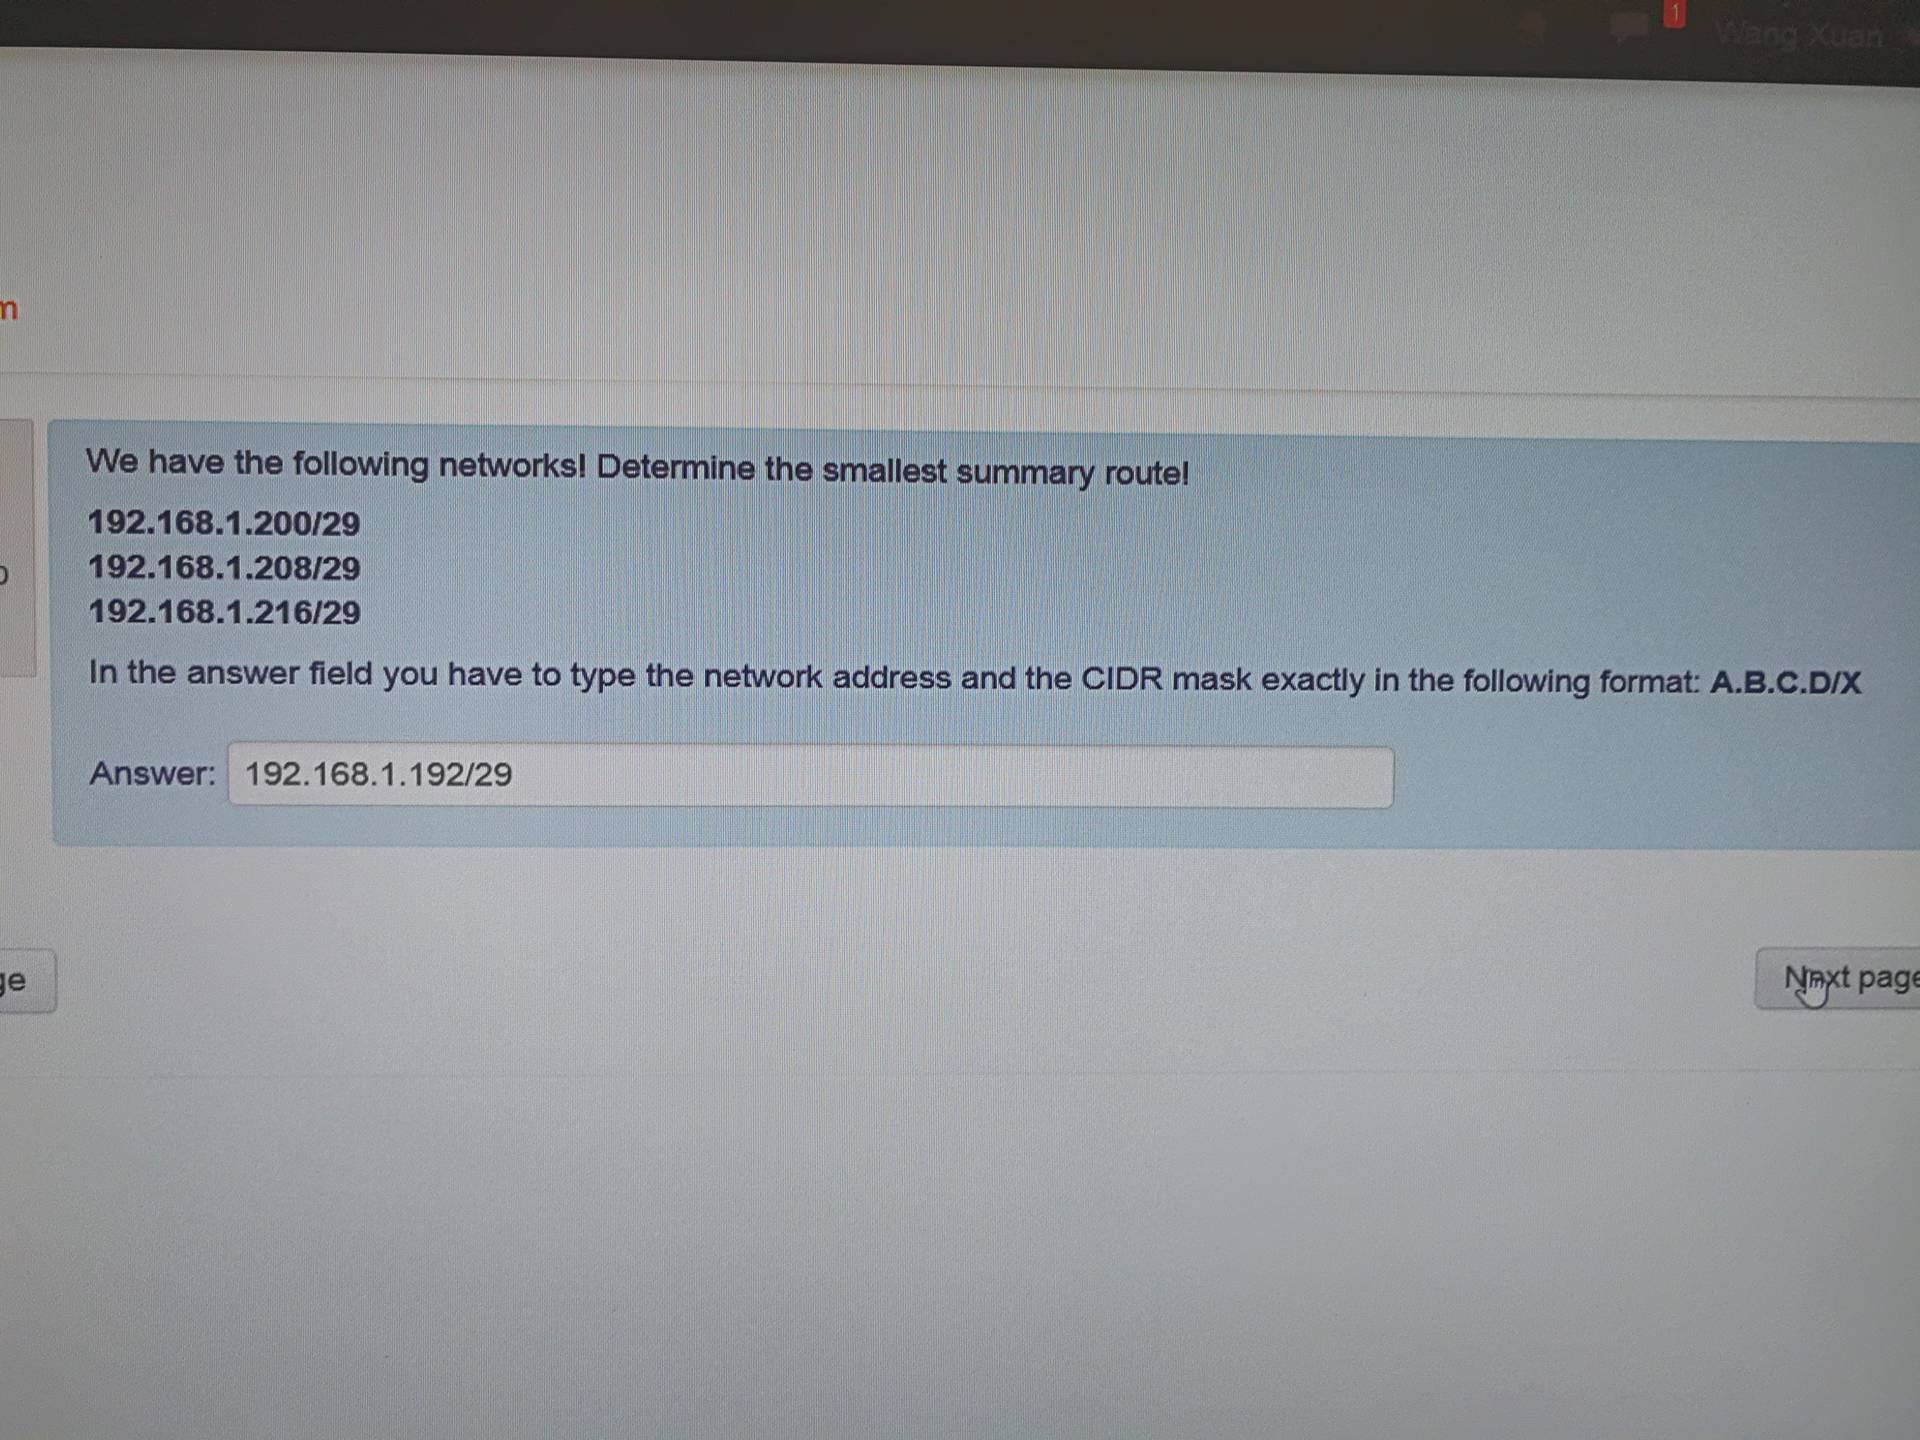 1
Wang Xuan
m
We have the following networks! Determine the smallest summary route!
192.168.1.200/29
192.168.1.208/29
192.168.1.216/29
In the answer field you have to type the network address and the CIDR mask exactly in the following format: A.B.C.D/X
Answer: 192.168.1.192/29
ge
Next page